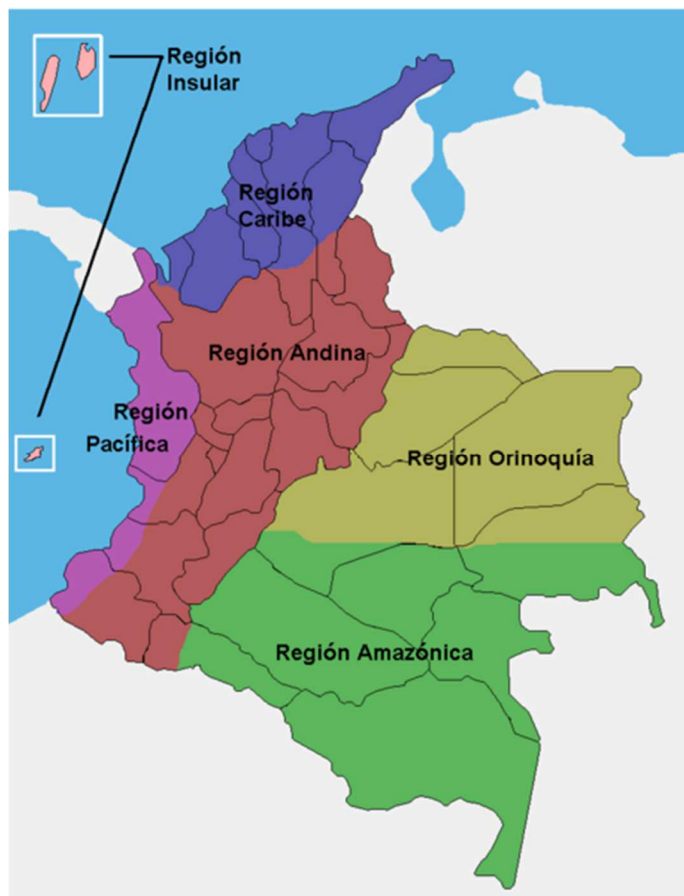 Región
Insular
Región
Caribe
Región Andina
Región
Pacífica
Región Orinoquía
Región Amazónica